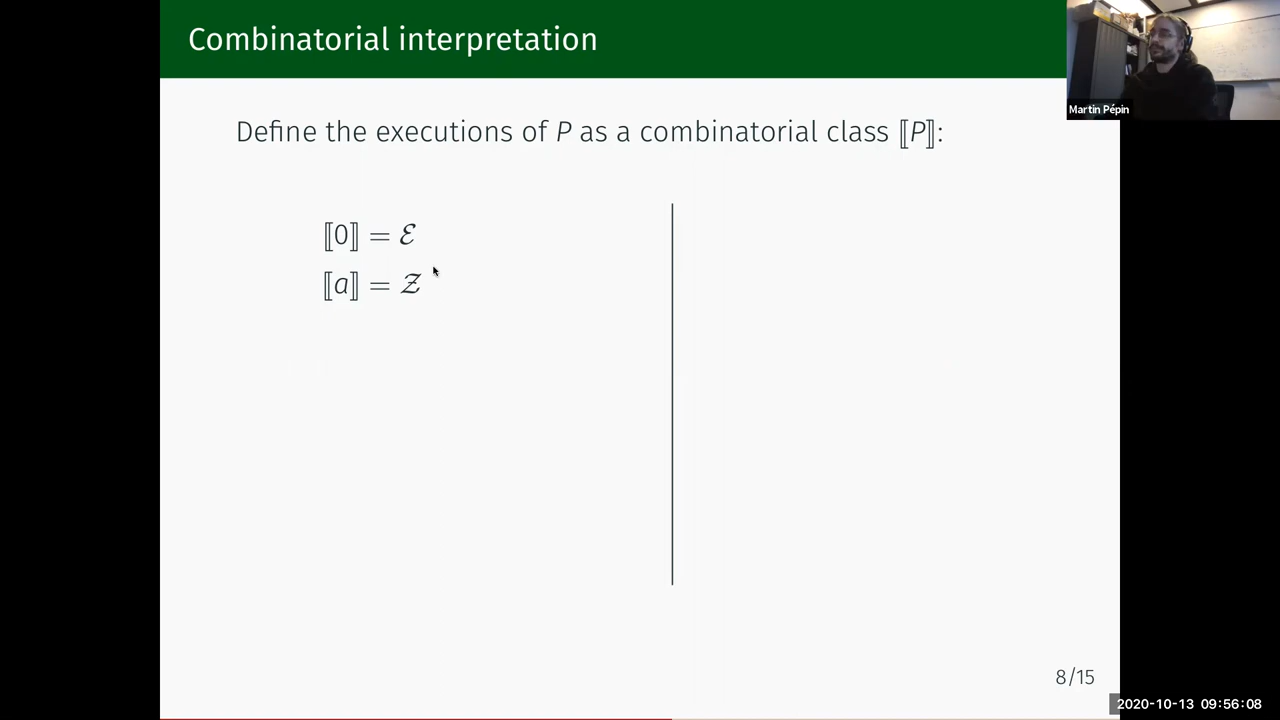 Combinatorial interpretation
Martin Pépin
Define the executions of P as a combinatorial class ⟦P⟧:
⟦0⟧ = ℰ
⟦a⟧ = 𝒵
8/15
2020-10-13 09:56:08